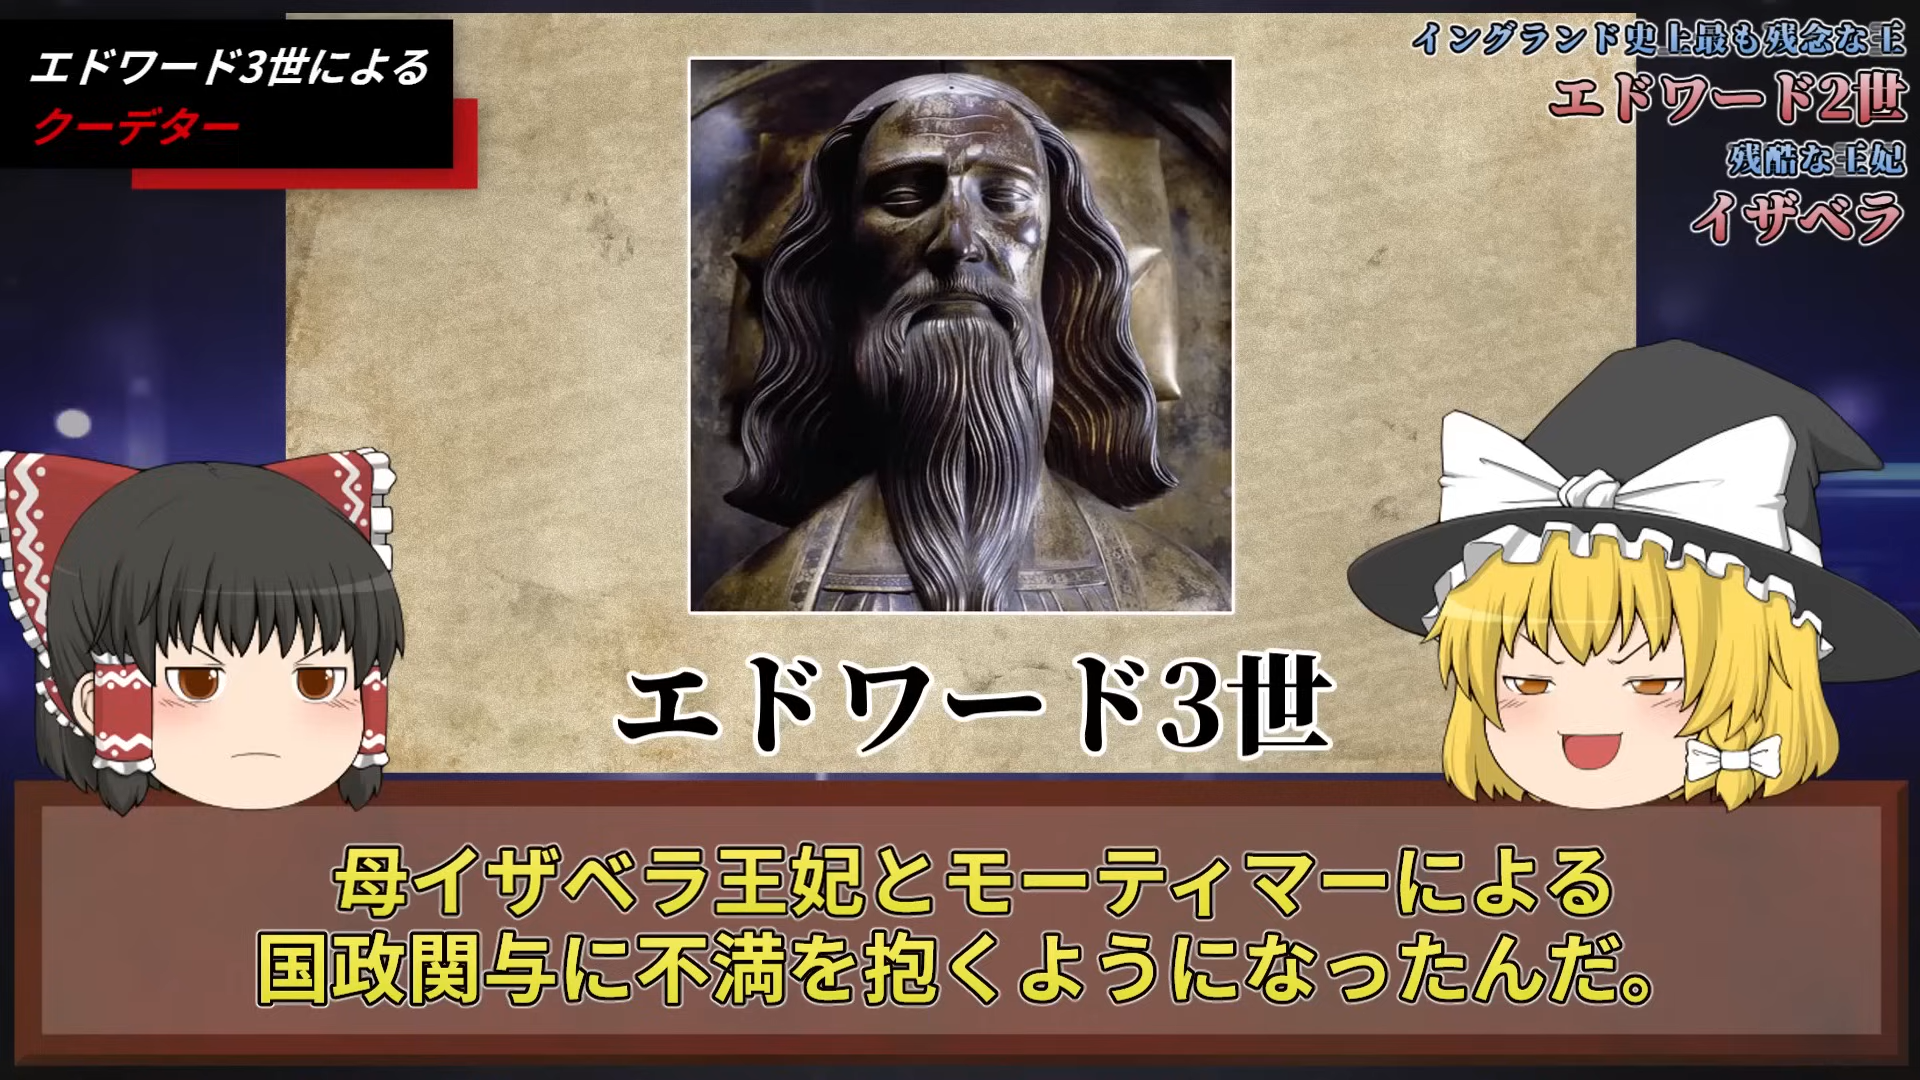 エドワード3世による
クーデター
イングランド史上最も残念な王
エドワード2世
残酷な王妃
イザベラ
エドワード3世
母イザベラ王妃とモーティマーによる
国政関与に不満を抱くようになったんだ。